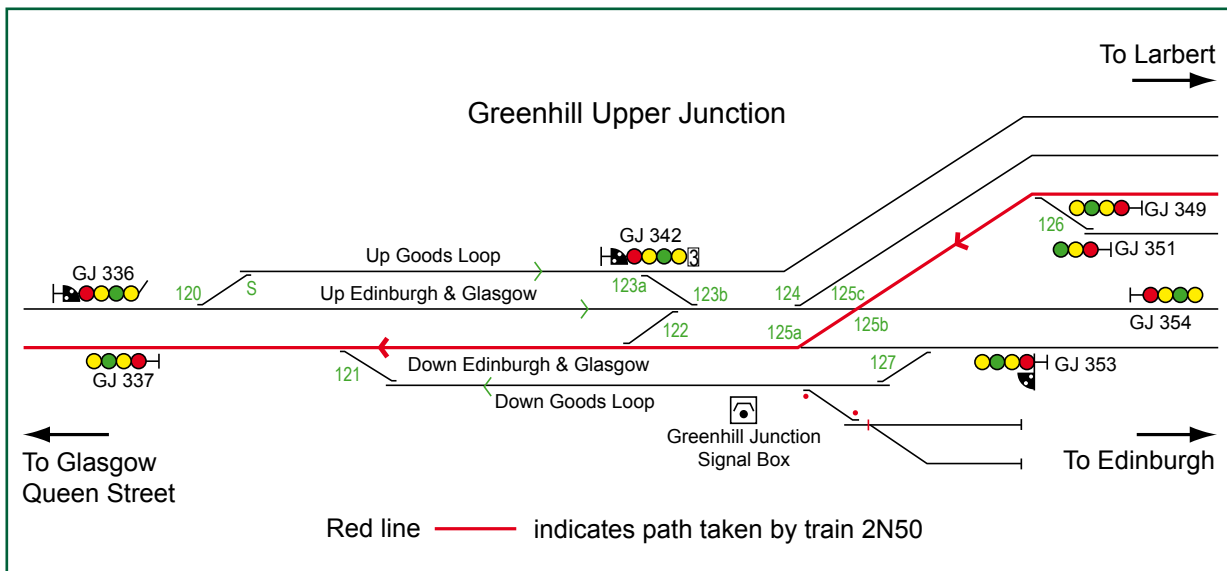 To Larbert
Greenhill Upper Junction
GJ 349
126
GJ 351
GJ 342
3
Up Goods Loop
GJ 336
120
S
123a
Up Edinburgh & Glasgow
123b
124
125c
GJ 354
122
125a
125b
GJ 337
121
Down Edinburgh & Glasgow
127
GJ 353
Down Goods Loop
Greenhill Junction
Signal Box
To Glasgow
Queen Street
To Edinburgh
Red line indicates path taken by train 2N50